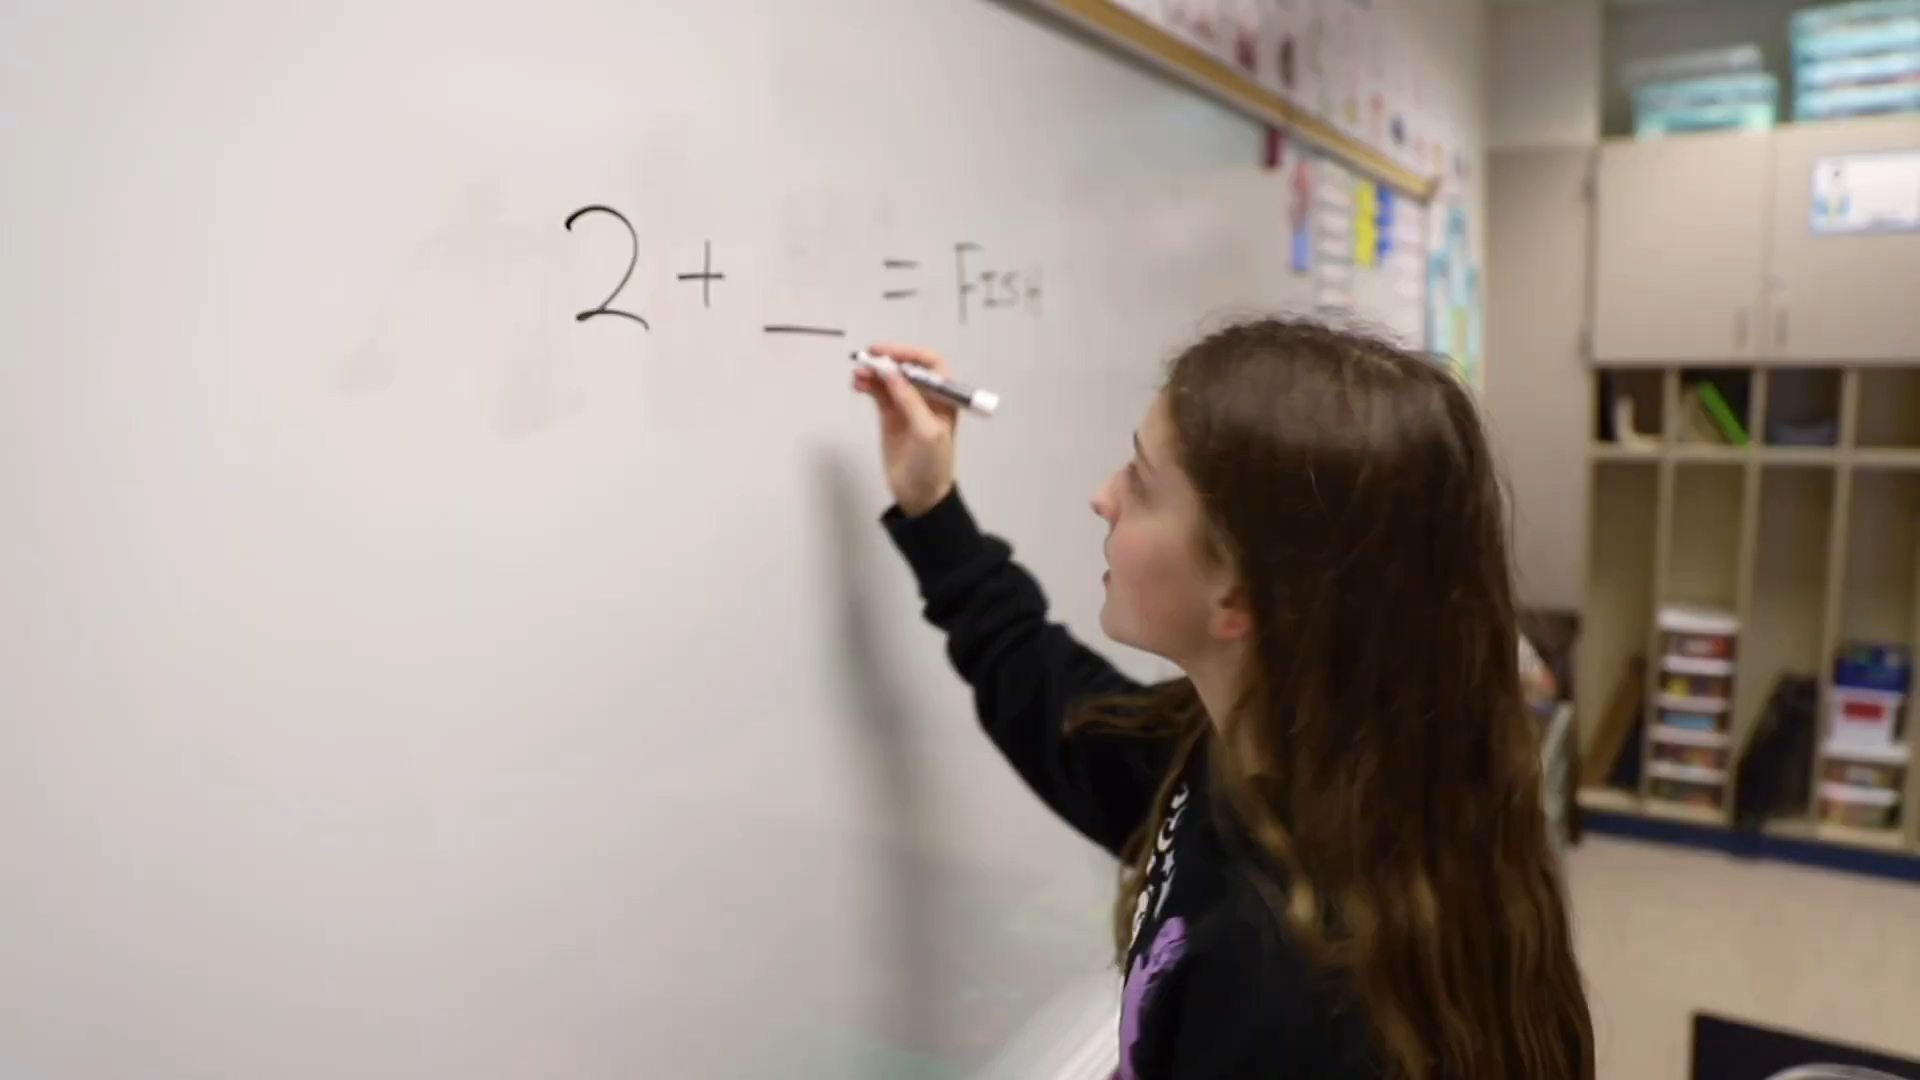 2 + _ = FISH